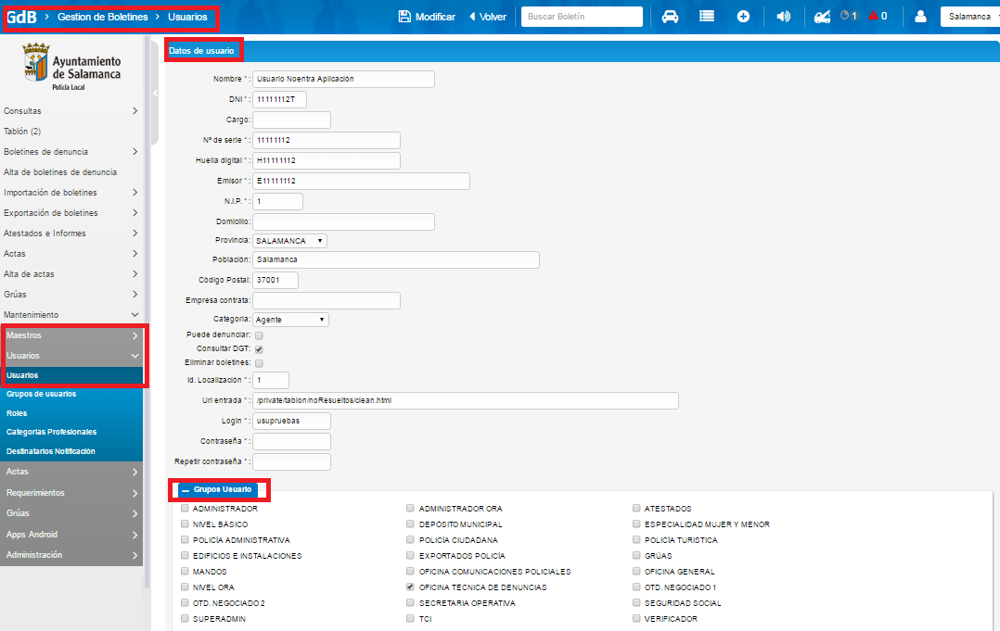 GdB > Gestion de Boletines > Usuarios
Modificar Volver Buscar Boletín 1 0 Salamanca
Ayuntamiento
de Salamanca
Policía Local
Consultas
Tablón (2)
Boletines de denuncia
Alta de boletines de denuncia
Importación de boletines
Exportación de boletines
Atestados e Informes
Actas
Alta de actas
Grúas
Mantenimiento
Maestros
Usuarios
Usuarios
Grupos de usuarios
Roles
Categorias Profesionales
Destinatarios Notificación
Actas
Requerimientos
Grúas
Apps Android
Administración
Datos de usuario
Nombre * : Usuario Noentra Aplicación
DNI * : 11111112T
Cargo:
Nº de serie * : 11111112
Huella digital * : H11111112
Emisor * : E11111112
N.I.P. * : 1
Domicilio:
Provincia: SALAMANCA
Población: Salamanca
Código Postal: 37001
Empresa contrata:
Categoria: Agente
Puede denunciar:
Consultar DGT:
Eliminar boletines:
Id. Localización * : 1
Url entrada * : /private/tablon/noResueltos/clean.html
Login * : usupruebas
Contraseña * :
Repetir contraseña * :
Grupos Usuario
ADMINISTRADOR ADMINISTRADOR ORA ATESTADOS
NIVEL BÁSICO DEPÓSITO MUNICIPAL ESPECIALIDAD MUJER Y MENOR
POLICÍA ADMINISTRATIVA POLICÍA CIUDADANA POLICÍA TURISTICA
EDIFICIOS E INSTALACIONES EXPORTADOS POLICÍA GRÚAS
MANDOS OFICINA COMUNICACIONES POLICIALES OFICINA GENERAL
NIVEL ORA OFICINA TÉCNICA DE DENUNCIAS OTD. NEGOCIADO 1
OTD. NEGOCIADO 2 SECRETARIA OPERATIVA SEGURIDAD SOCIAL
SUPERADMIN TCI VERIFICADOR